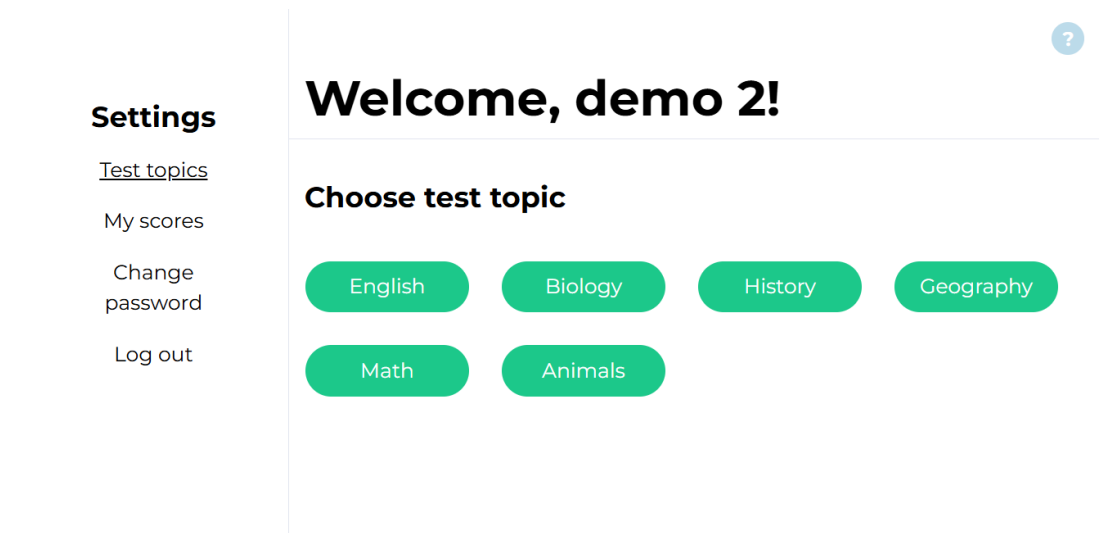 Settings
Test topics
My scores
Change
password
Log out
?
Welcome, demo 2!
Choose test topic
English
Biology
History
Geography
Math
Animals